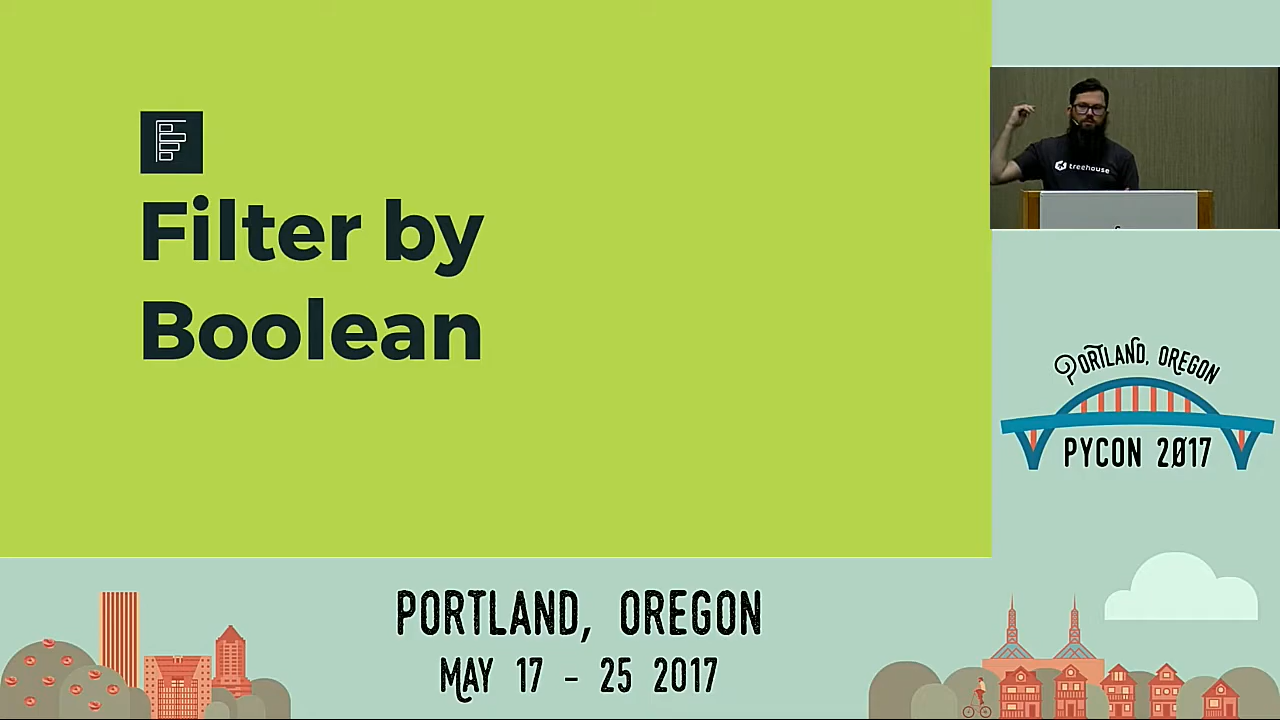 Filter by
Boolean
treehouse
PORTLAND, OREGON
PYCON 2017
PORTLAND, OREGON
MAY 17 - 25 2017